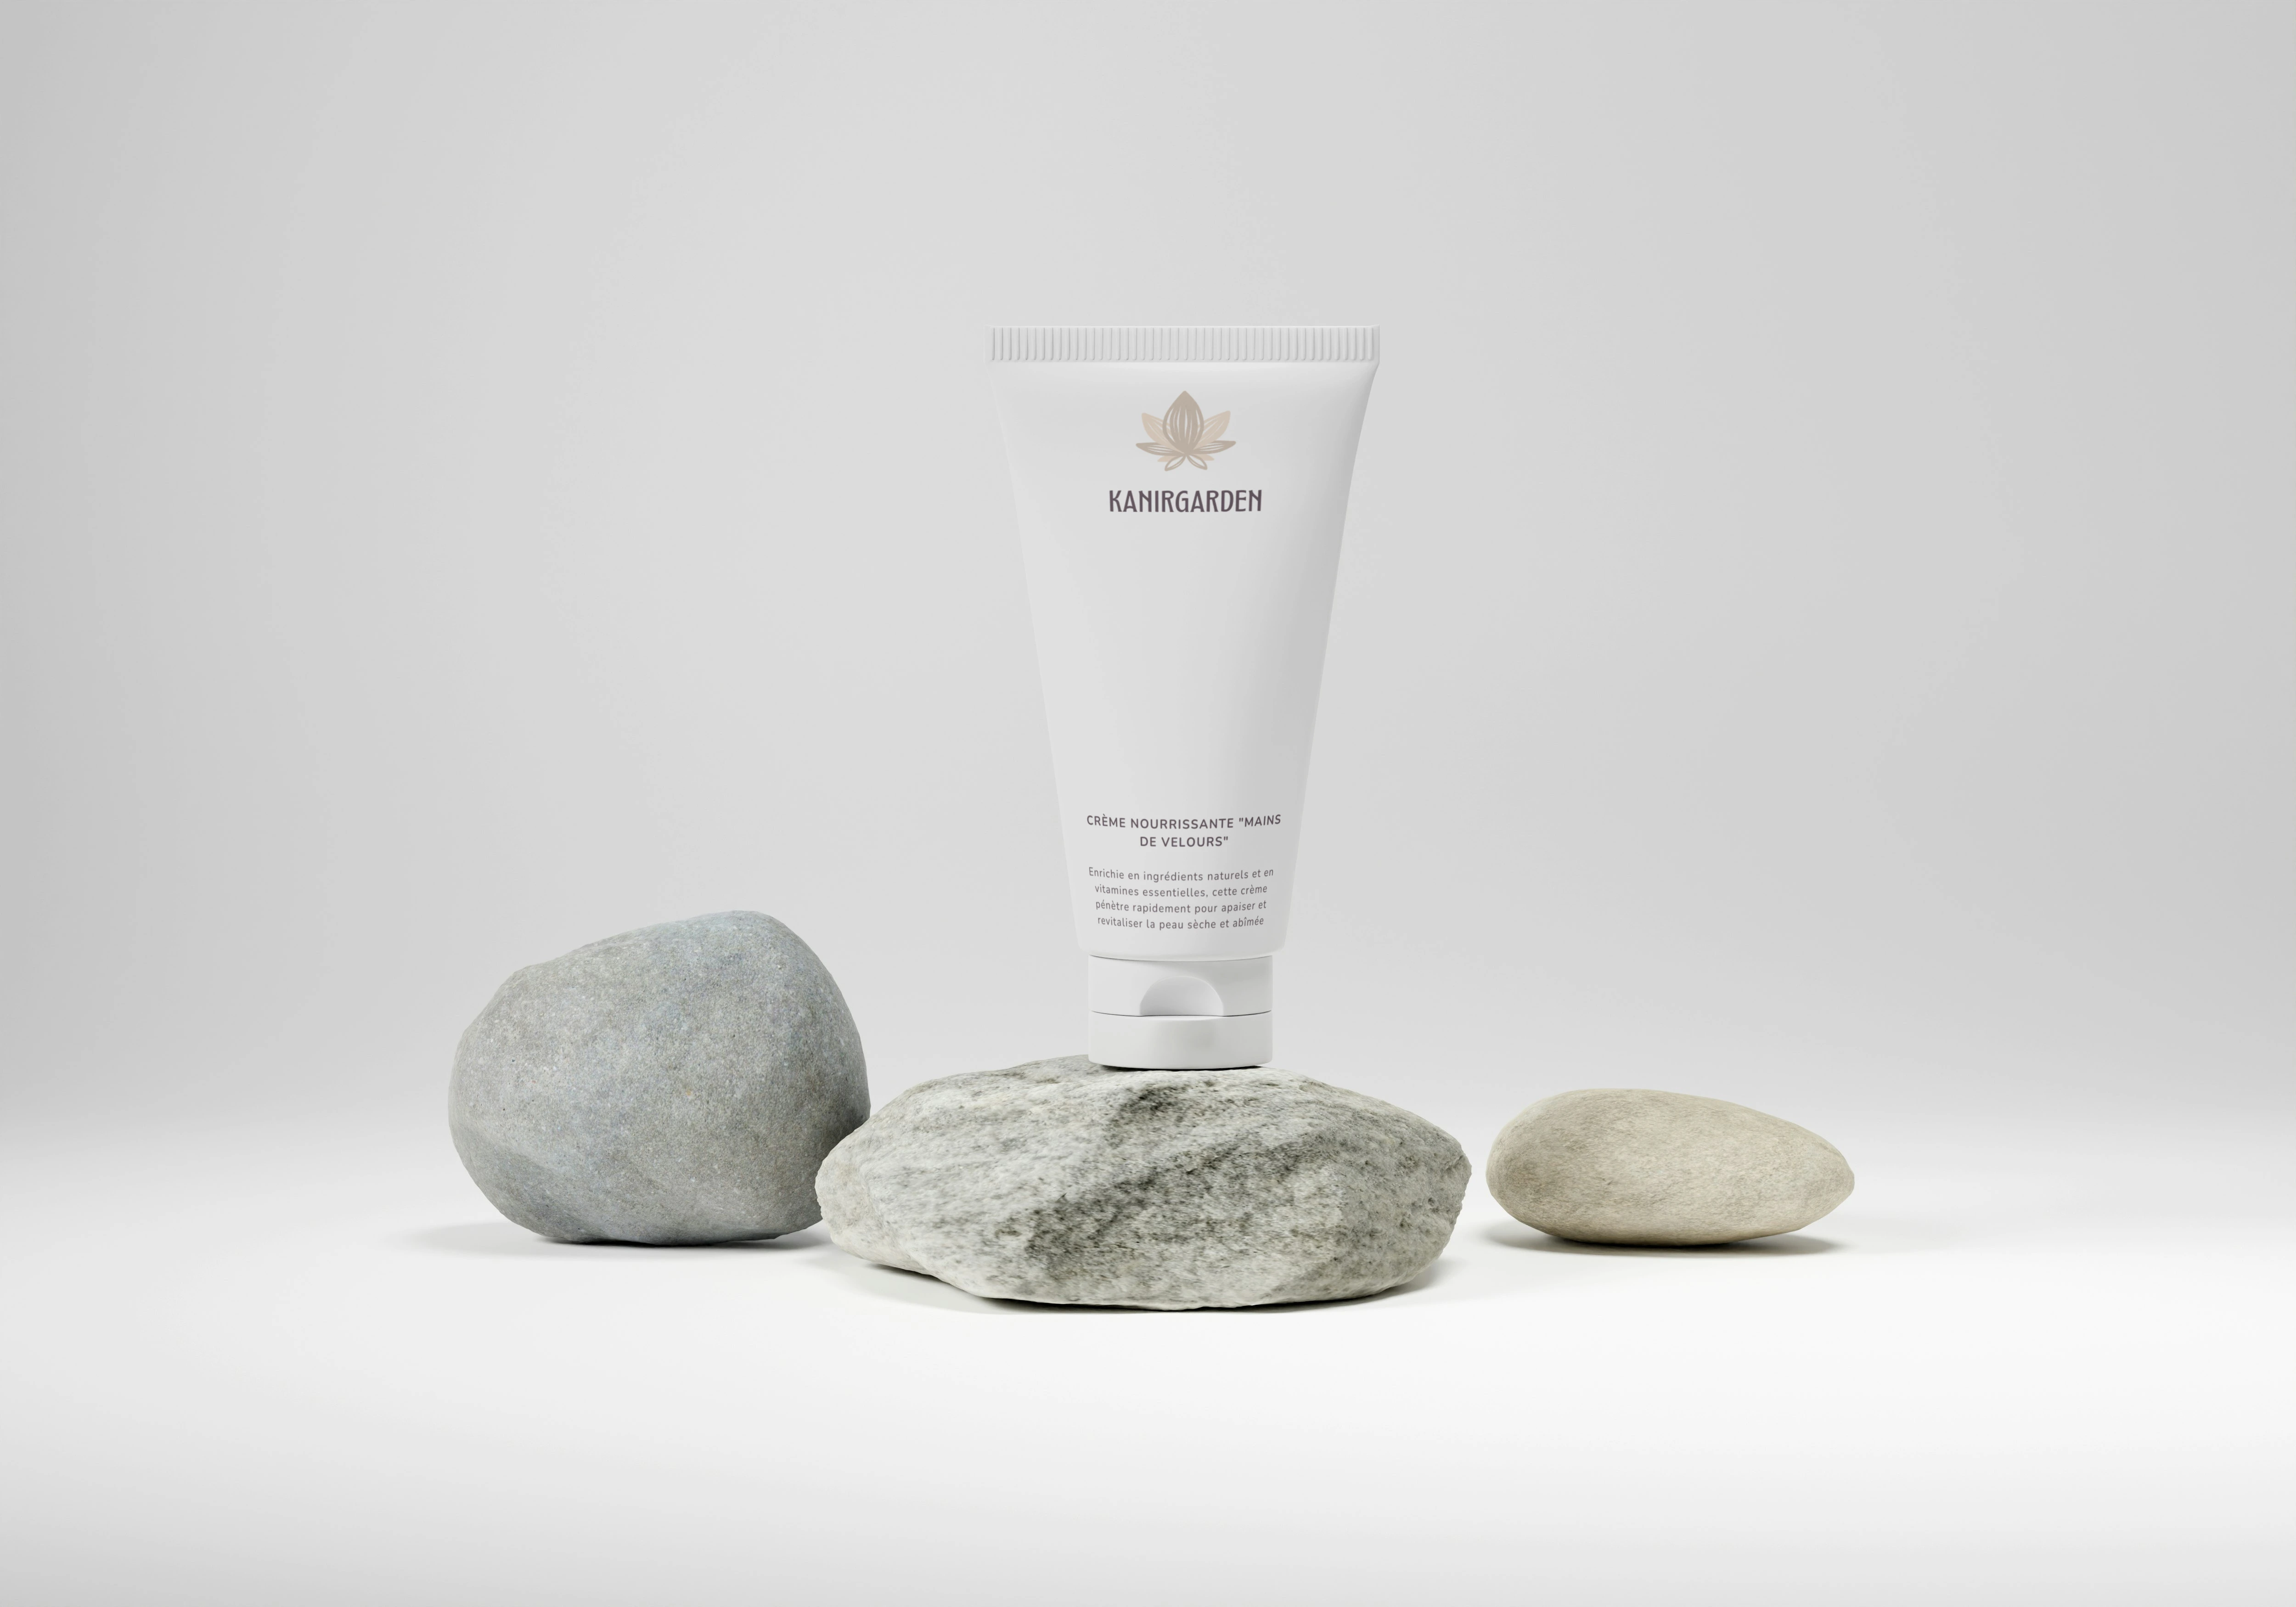 KANIRGARDEN
CRÈME NOURRISSANTE "MAINS
DE VELOURS"
Enrichie en ingrédients naturels et en
vitamines essentielles, cette crème
pénètre rapidement pour apaiser et
revitaliser la peau sèche et abîmée